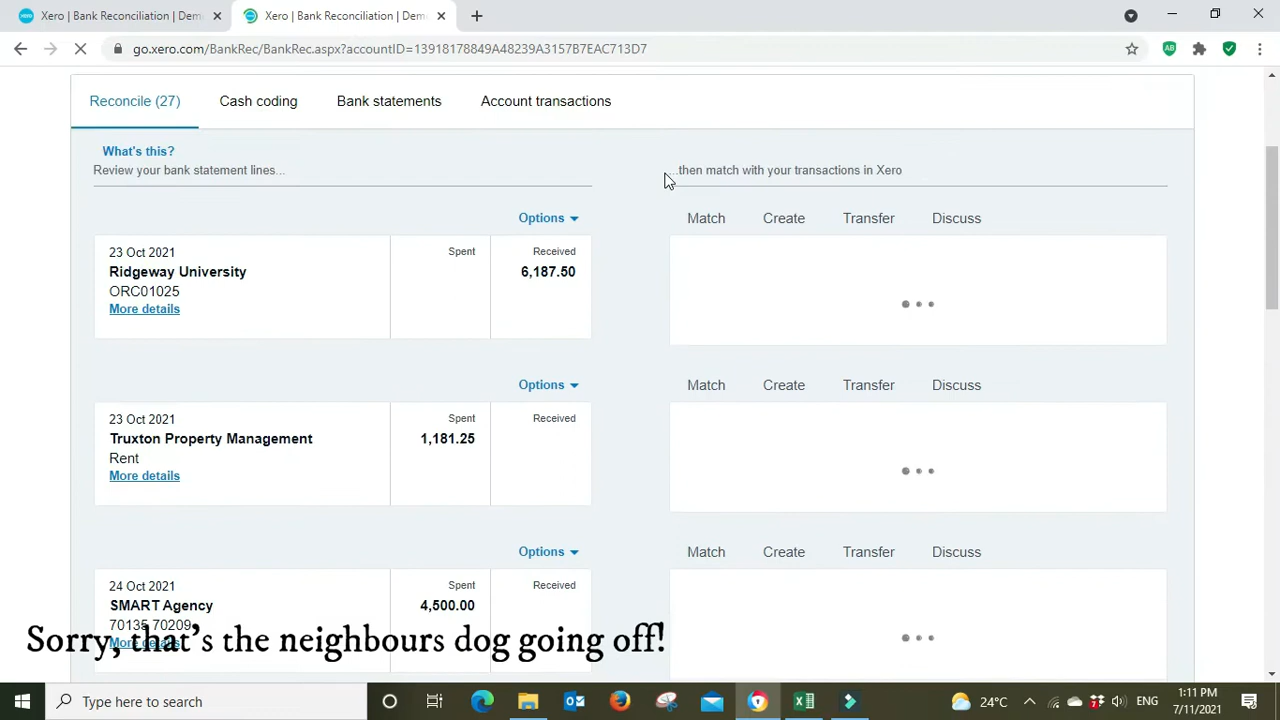 Xero | Bank Reconciliation | Dem
Xero | Bank Reconciliation | Demo
go.xero.com/BankRec/BankRec.aspx?accountID=13918178849A48239A3157B7EAC713D7
AB
Reconcile (27)
Cash coding
Bank statements
Account transactions
What's this?
Review your bank statement lines...
...then match with your transactions in Xero
Options
Match
Create
Transfer
Discuss
23 Oct 2021
Spent
Received
Ridgeway University
6,187.50
ORC01025
More details
Options
Match
Create
Transfer
Discuss
23 Oct 2021
Spent
Received
Truxton Property Management
1,181.25
Rent
More details
Options
Match
Create
Transfer
Discuss
24 Oct 2021
Spent
Received
SMART Agency
4,500.00
70135 70209
More details
Sorry, that's the neighbours dog going off!
Type here to search
24°C
ENG
1:11 PM
7/11/2021